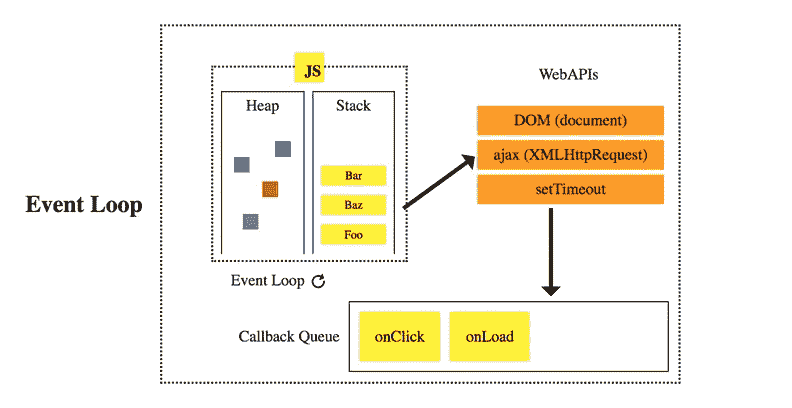 Event Loop
JS
Heap
Stack
Bar
Baz
Foo
Event Loop
WebAPIs
DOM (document)
ajax (XMLHttpRequest)
setTimeout
Callback Queue
onClick
onLoad